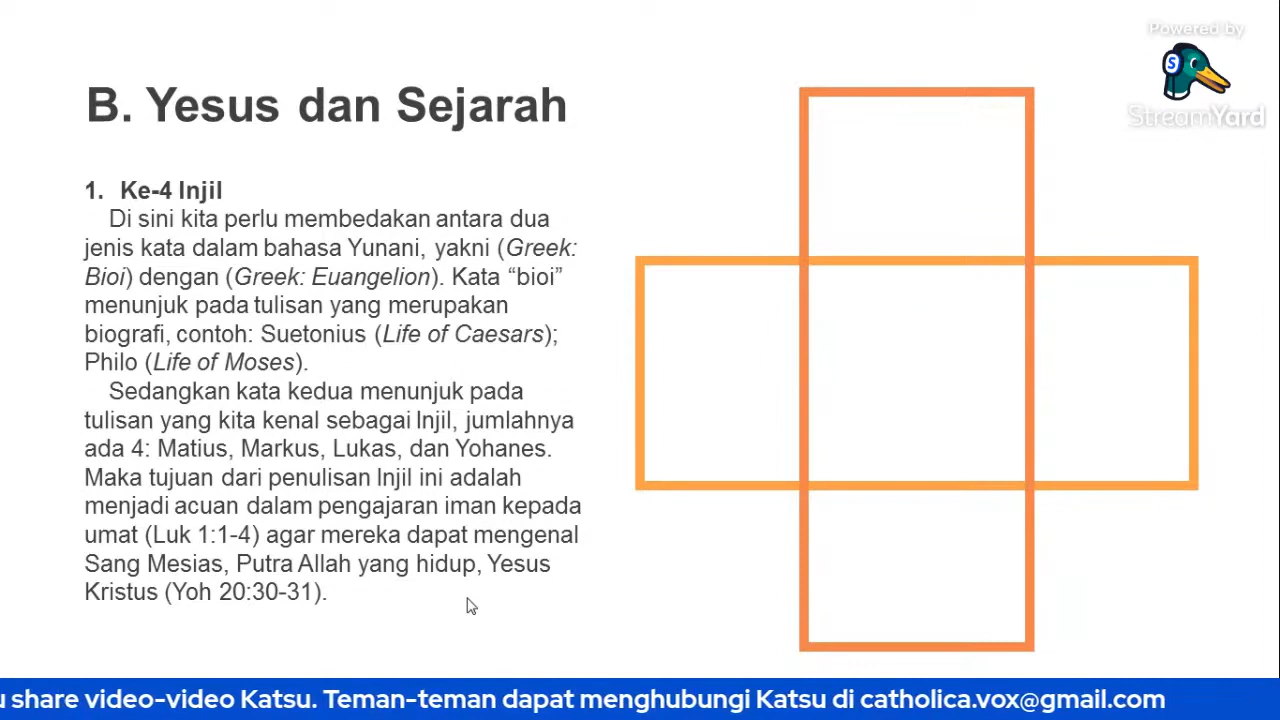 Powered by
StreamYard
B. Yesus dan Sejarah
1. Ke-4 Injil
Di sini kita perlu membedakan antara dua
jenis kata dalam bahasa Yunani, yakni (Greek:
Bioi) dengan (Greek: Euangelion). Kata “bioi”
menunjuk pada tulisan yang merupakan
biografi, contoh: Suetonius (Life of Caesars);
Philo (Life of Moses).
Sedangkan kata kedua menunjuk pada
tulisan yang kita kenal sebagai Injil, jumlahnya
ada 4: Matius, Markus, Lukas, dan Yohanes.
Maka tujuan dari penulisan Injil ini adalah
menjadi acuan dalam pengajaran iman kepada
umat (Luk 1:1-4) agar mereka dapat mengenal
Sang Mesias, Putra Allah yang hidup, Yesus
Kristus (Yoh 20:30-31).
u share video-video Katsu. Teman-teman dapat menghubungi Katsu di catholica.vox@gmail.com